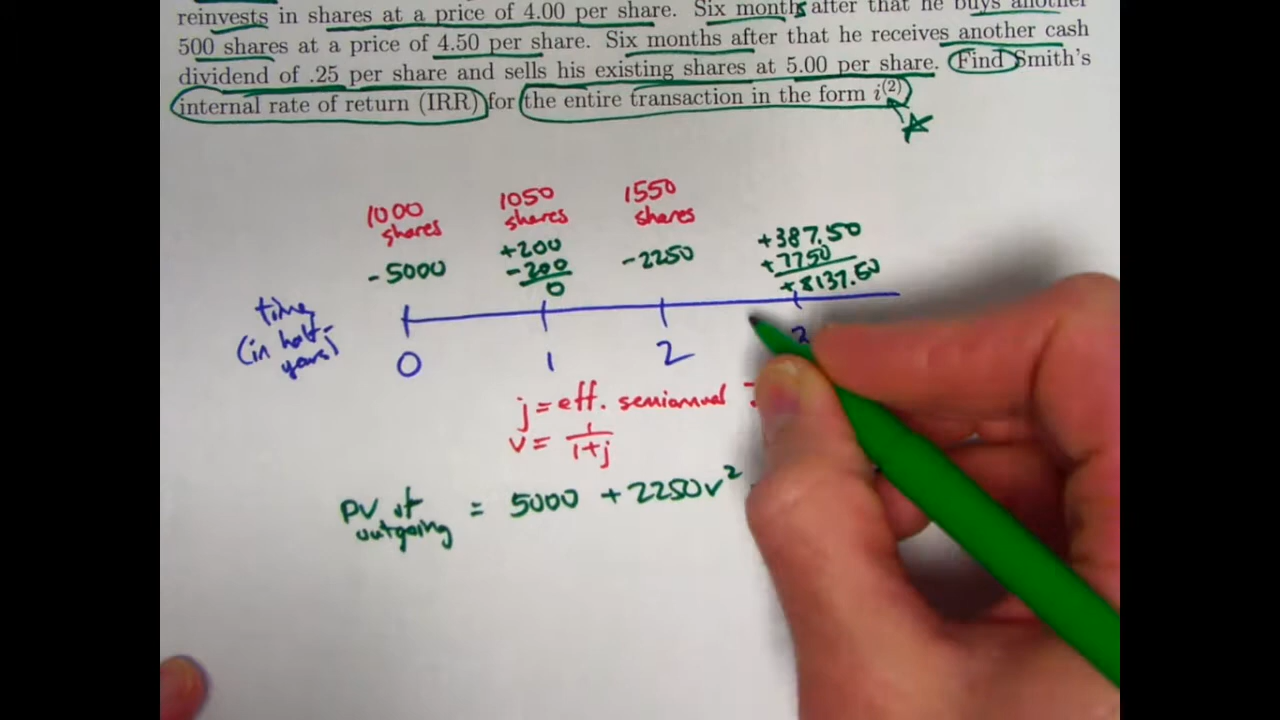 reinvests in shares at a price of 4.00 per share. Six months after that he buys another
500 shares at a price of 4.50 per share. Six months after that he receives another cash
dividend of .25 per share and sells his existing shares at 5.00 per share. Find Smith's
internal rate of return (IRR) for the entire transaction in the form i(2)
1000 shares
1050 shares
1550 shares
-5000
+200
-200
0
-2250
+387.50
+7750
+8137.50
time
(in half-
years)
0
1
2
3
j = eff. semiannual
v = 1/1+j
PV of
outgoing
= 5000 + 2250v²